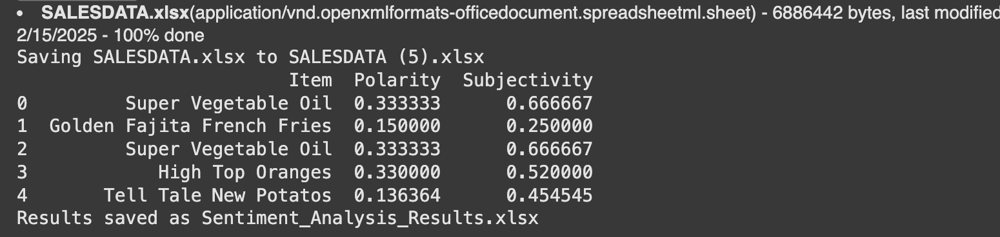 • SALESDATA.xlsx(application/vnd.openxmlformats-officedocument.spreadsheetml.sheet) - 6886442 bytes, last modified
2/15/2025 - 100% done
Saving SALESDATA.xlsx to SALESDATA (5).xlsx
Item Polarity Subjectivity
0 Super Vegetable Oil 0.333333 0.666667
1 Golden Fajita French Fries 0.150000 0.250000
2 Super Vegetable Oil 0.333333 0.666667
3 High Top Oranges 0.330000 0.520000
4 Tell Tale New Potatos 0.136364 0.454545
Results saved as Sentiment_Analysis_Results.xlsx